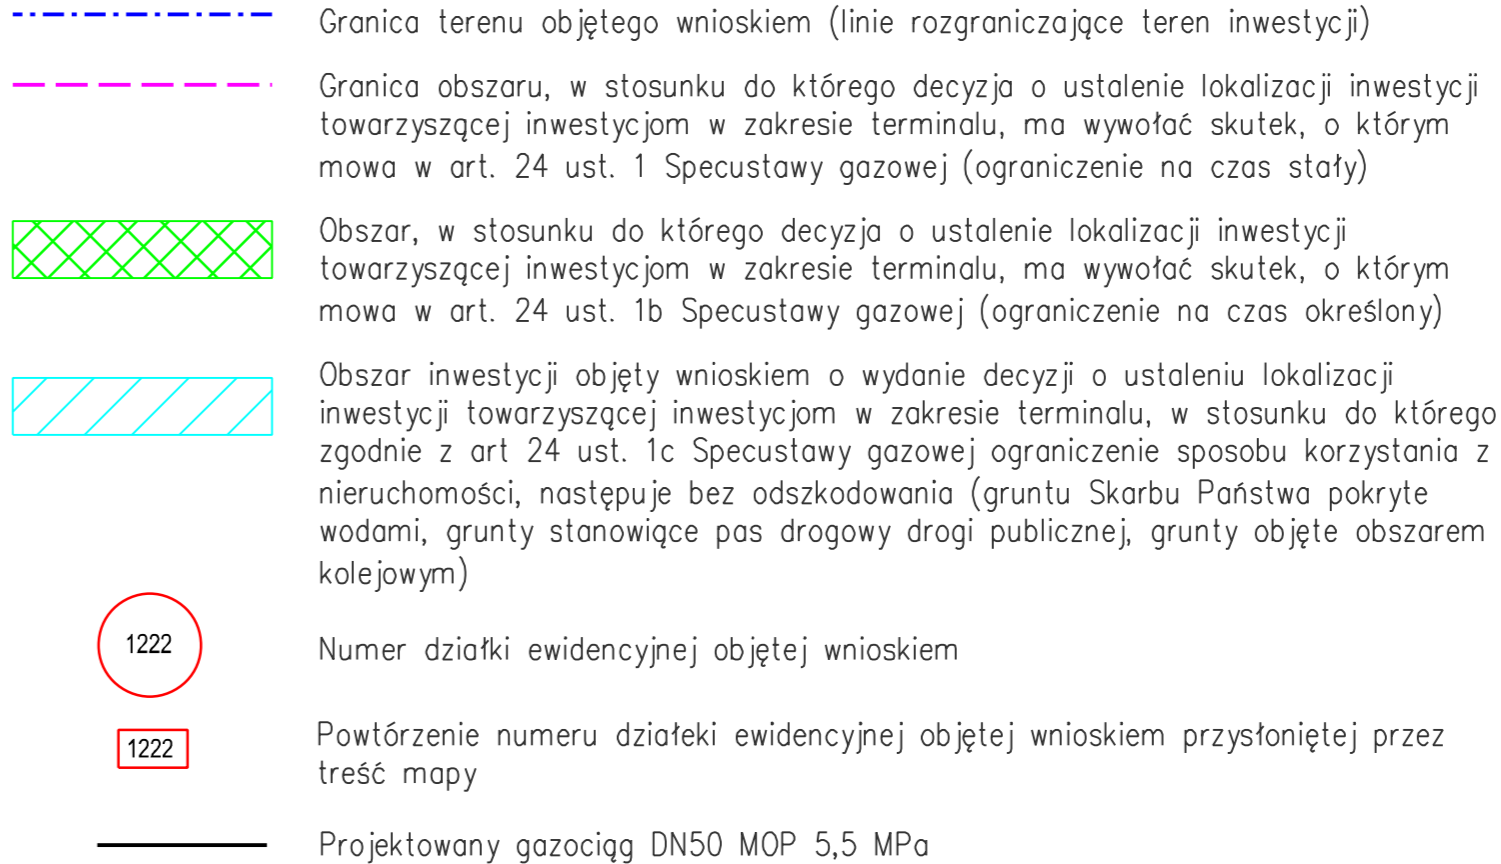 Granica terenu objętego wnioskiem (linie rozgraniczające teren inwestycji)
Granica obszaru, w stosunku do którego decyzja o ustalenie lokalizacji inwestycji
towarzyszącej inwestycjom w zakresie terminalu, ma wywołać skutek, o którym
mowa w art. 24 ust. 1 Specustawy gazowej (ograniczenie na czas stały)
Obszar, w stosunku do którego decyzja o ustalenie lokalizacji inwestycji
towarzyszącej inwestycjom w zakresie terminalu, ma wywołać skutek, o którym
mowa w art. 24 ust. 1b Specustawy gazowej (ograniczenie na czas określony)
Obszar inwestycji objęty wnioskiem o wydanie decyzji o ustaleniu lokalizacji
inwestycji towarzyszącej inwestycjom w zakresie terminalu, w stosunku do którego
zgodnie z art 24 ust. 1c Specustawy gazowej ograniczenie sposobu korzystania z
nieruchomości, następuje bez odszkodowania (gruntu Skarbu Państwa pokryte
wodami, grunty stanowiące pas drogowy drogi publicznej, grunty objęte obszarem
kolejowym)
1222
Numer działki ewidencyjnej objętej wnioskiem
1222
Powtórzenie numeru działeki ewidencyjnej objętej wnioskiem przysłoniętej przez
treść mapy
Projektowany gazociąg DN50 MOP 5,5 MPa